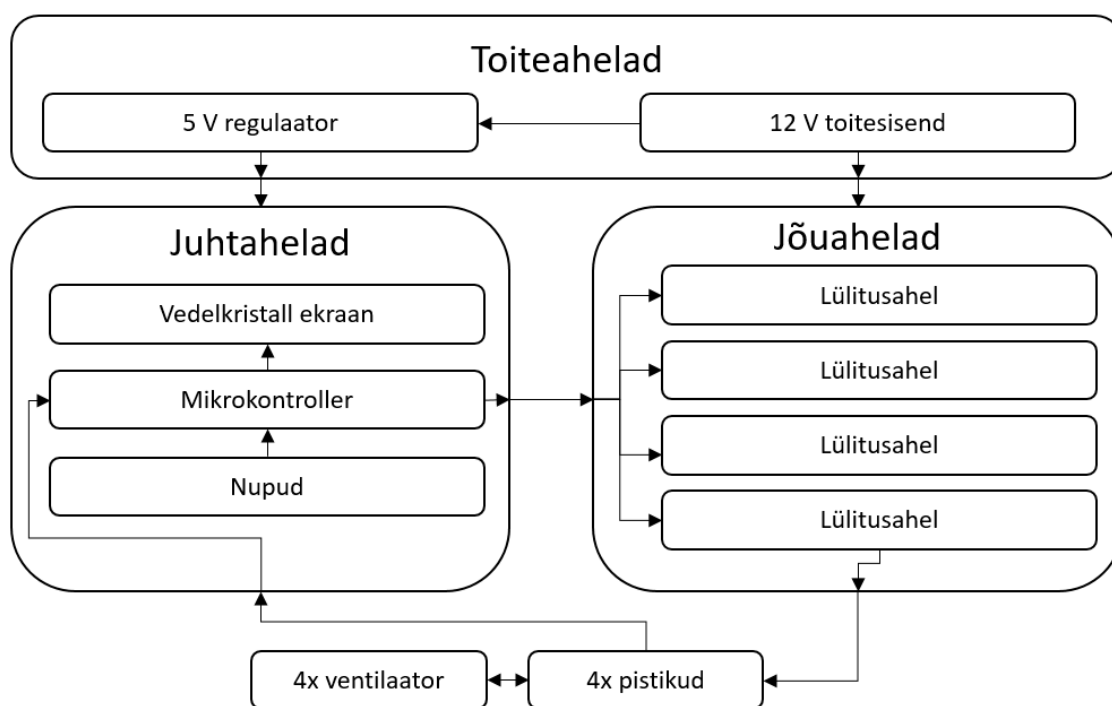 Toiteahelad
5 V regulaator
12 V toitesisend
Juhtahelad
Vedelkristall ekraan
Mikrokontroller
Nupud
Jõuahelad
Lülitusahel
Lülitusahel
Lülitusahel
Lülitusahel
4x ventilaator
4x pistikud